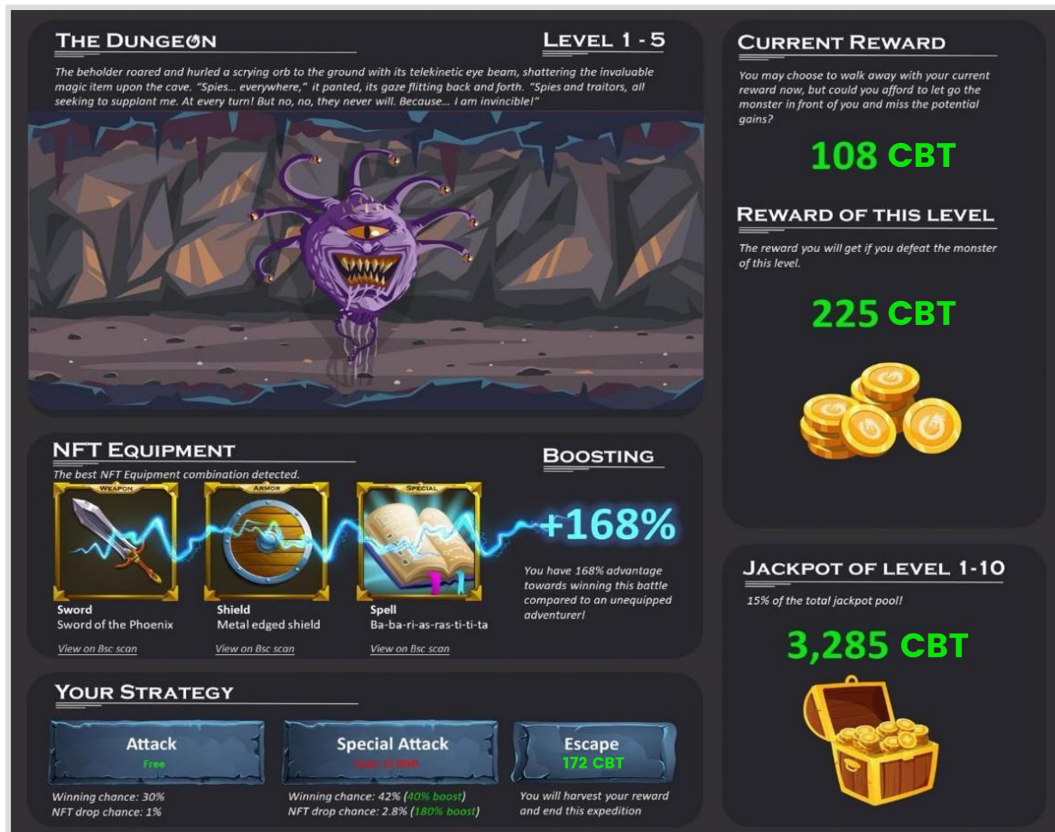 THE DUNGEON
LEVEL 1 - 5
The beholder roared and hurled a scrying orb to the ground with its telekinetic eye beam, shattering the invaluable
magic item upon the cave. “Spies... everywhere,” it panted, its gaze flitting back and forth. “Spies and traitors, all
seeking to supplant me. At every turn! But no, no, they never will. Because... I am invincible!”
NFT EQUIPMENT
The best NFT Equipment combination detected.
WEAPON
ARMOR
SPECIAL
Sword
Sword of the Phoenix
View on Bsc scan
Shield
Metal edged shield
View on Bsc scan
Spell
Ba-ba-ri-as-ras-ti-ti-ta
View on Bsc scan
BOOSTING
+168%
You have 168% advantage
towards winning this battle
compared to an unequipped
adventurer!
YOUR STRATEGY
Attack
Free
Winning chance: 30%
NFT drop chance: 1%
Special Attack
Winning chance: 42% (40% boost)
NFT drop chance: 2.8% (180% boost)
Escape
172 CBT
You will harvest your reward
and end this expedition
CURRENT REWARD
You may choose to walk away with your current
reward now, but could you afford to let go the
monster in front of you and miss the potential
gains?
108 CBT
REWARD OF THIS LEVEL
The reward you will get if you defeat the monster
of this level.
225 CBT
JACKPOT OF LEVEL 1-10
15% of the total jackpot pool!
3,285 CBT